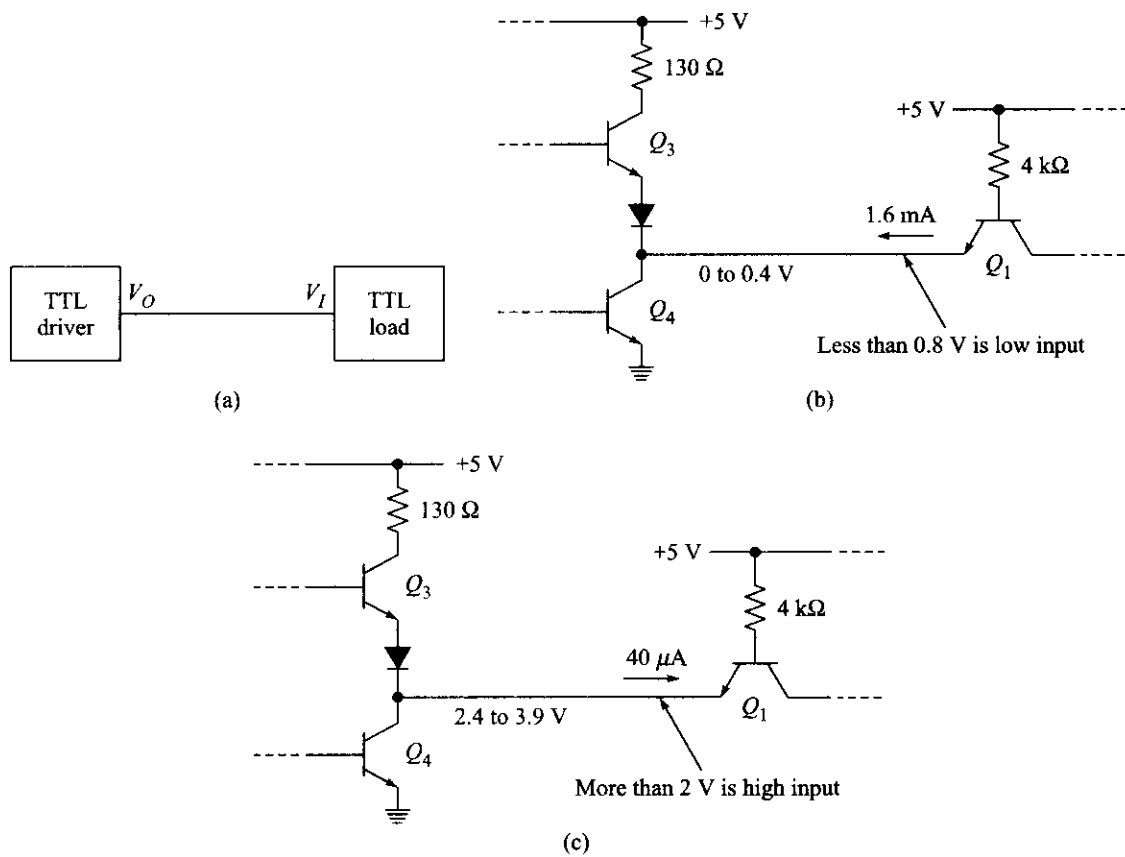 +5 V
130 Ω
Q3
+5 V
4 kΩ
1.6 mA
Q1
0 to 0.4 V
Q4
Less than 0.8 V is low input
TTL driver
VO
VI
TTL load
(a)
(b)
+5 V
130 Ω
Q3
+5 V
4 kΩ
40 μA
Q1
2.4 to 3.9 V
Q4
More than 2 V is high input
(c)